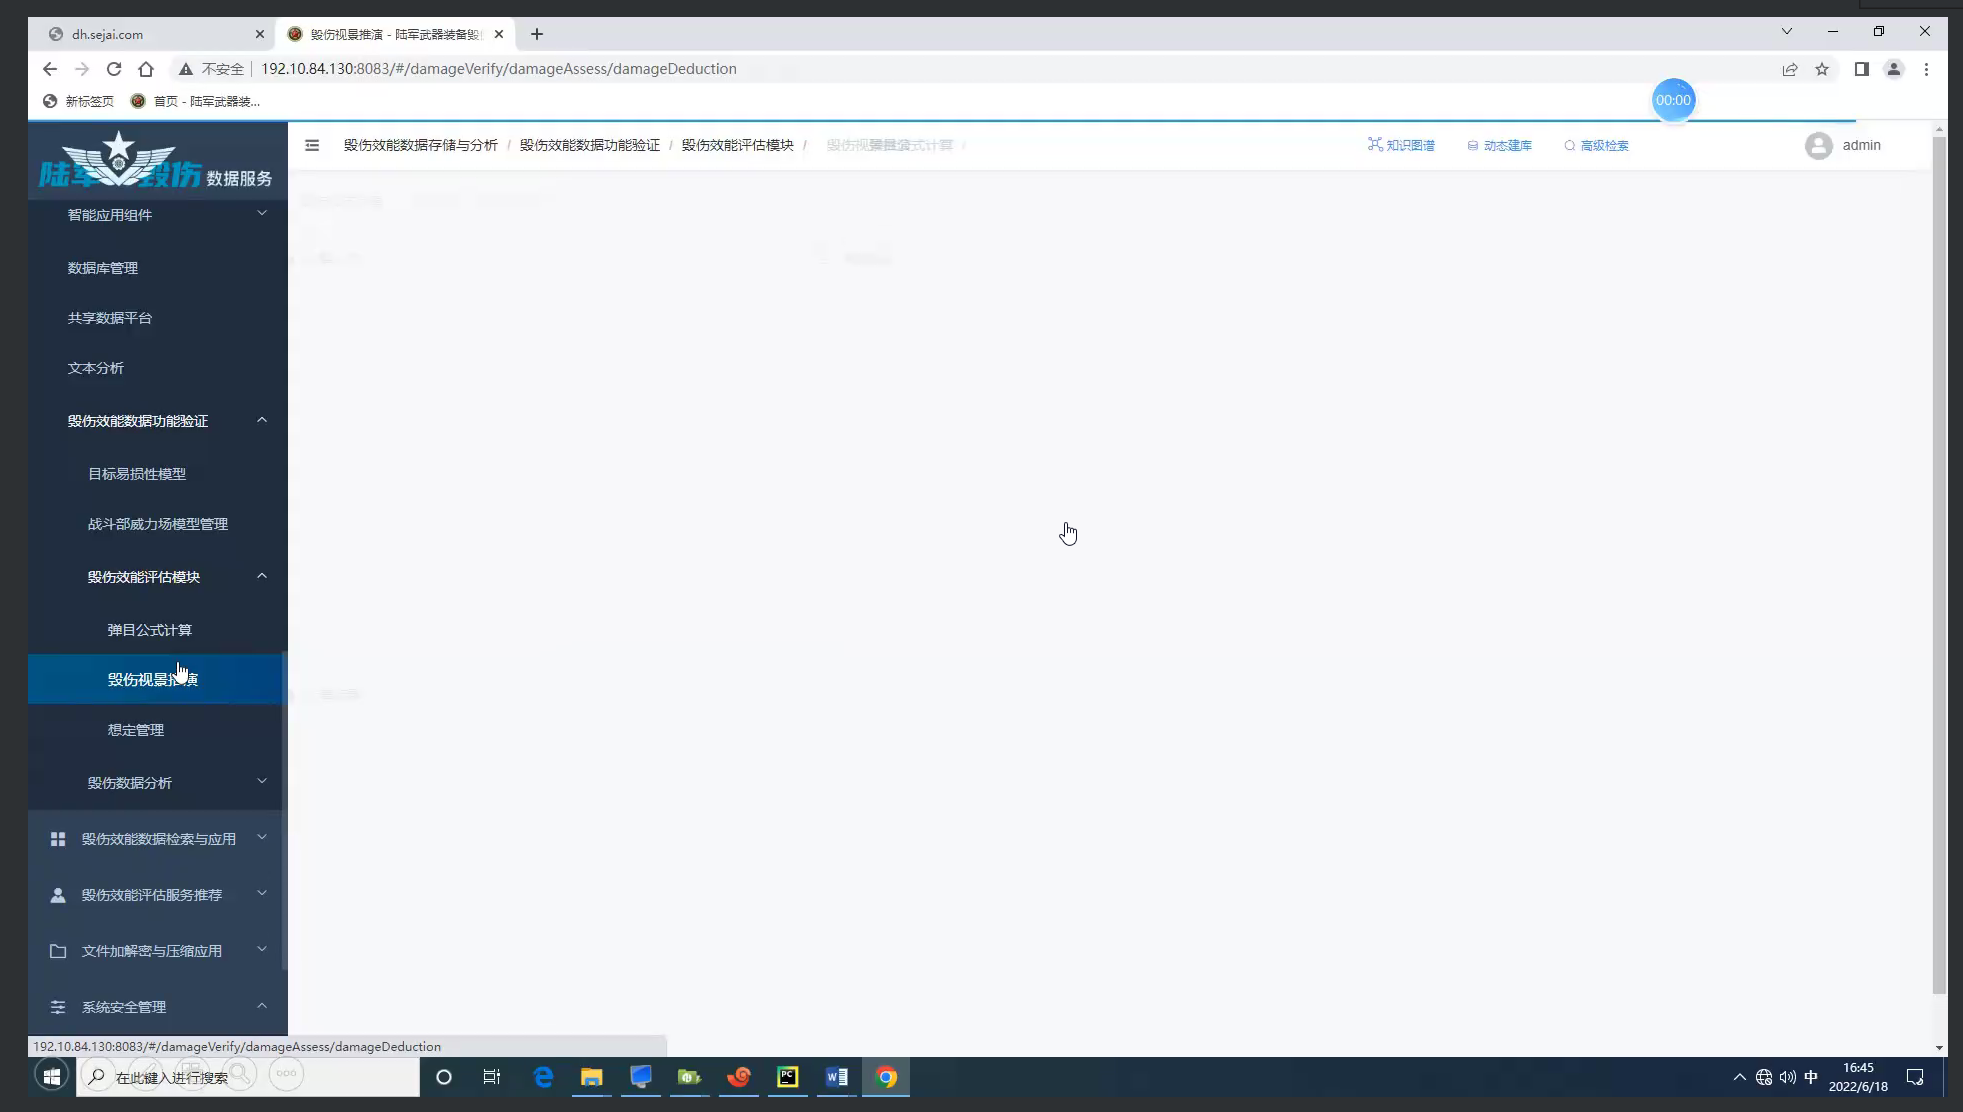 dh.sejai.com
毁伤视景推演 - 陆军武器装备毁
不安全
192.10.84.130:8083/#/damageVerify/damageAssess/damageDeduction
新标签页
首页 - 陆军武器装...
00:00
陆军毁伤 数据服务
毁伤效能数据存储与分析 / 毁伤效能数据功能验证 / 毁伤效能评估模块 /
知识图谱
动态建库
高级检索
admin
智能应用组件
数据库管理
共享数据平台
文本分析
毁伤效能数据功能验证
目标易损性模型
战斗部威力场模型管理
毁伤效能评估模块
弹目公式计算
毁伤视景推演
想定管理
毁伤数据分析
毁伤效能数据检索与应用
毁伤效能评估服务推荐
文件加解密与压缩应用
系统安全管理
192.10.84.130:8083/#/damageVerify/damageAssess/damageDeduction
在此键入进行搜索
中
16:45
2022/6/18